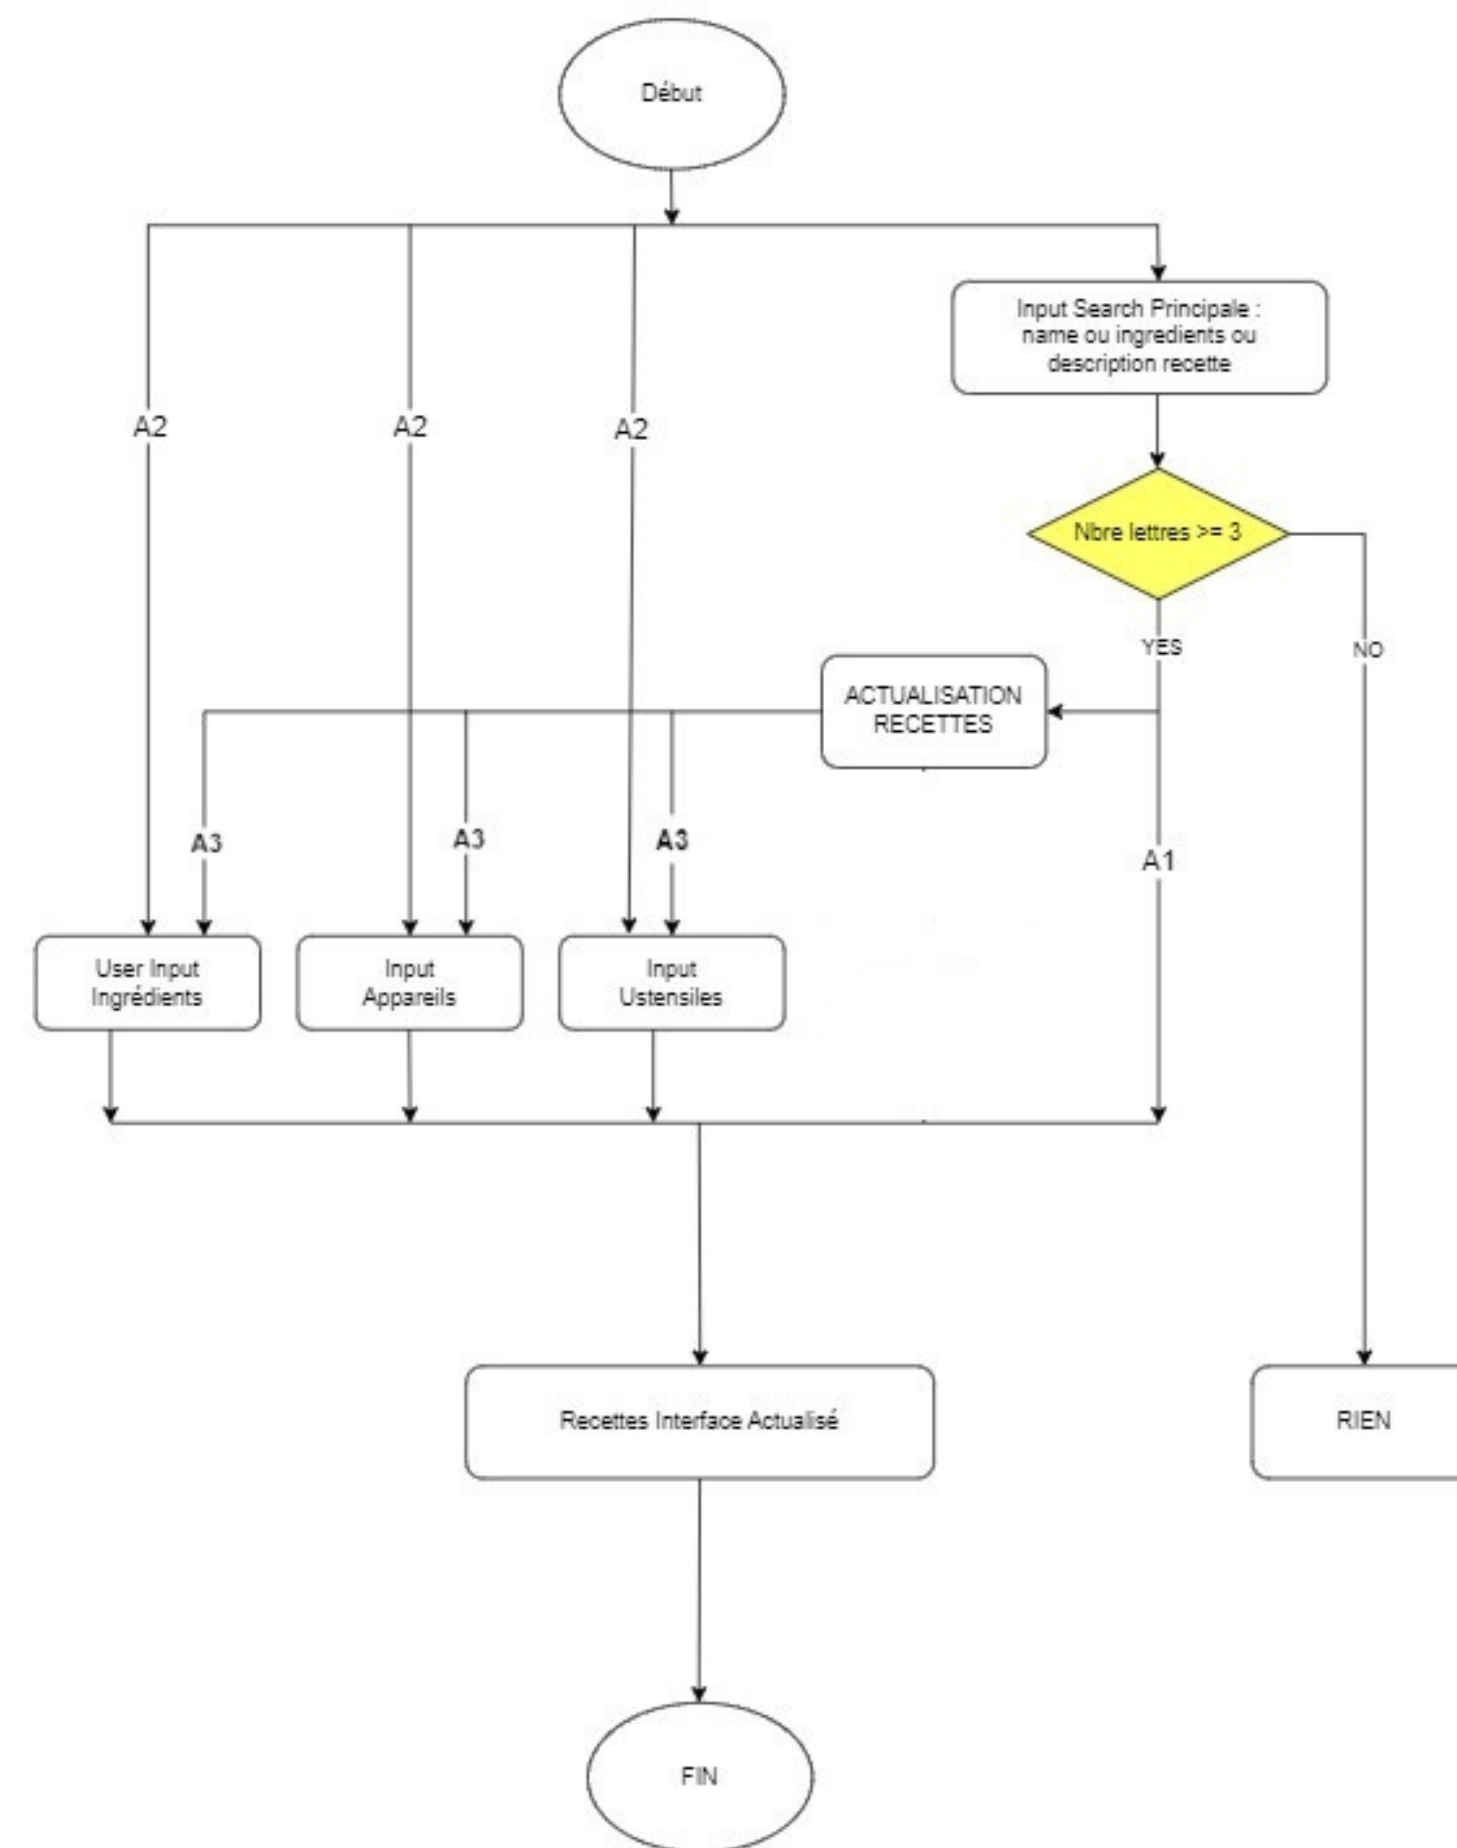 Début
Input Search Principale :
name ou ingredients ou
description recette
A2
A2
A2
Nbre lettres >= 3
YES
NO
ACTUALISATION
RECETTES
A3
A3
A3
A1
User Input
Ingrédients
Input
Appareils
Input
Ustensiles
Recettes Interface Actualisé
RIEN
FIN